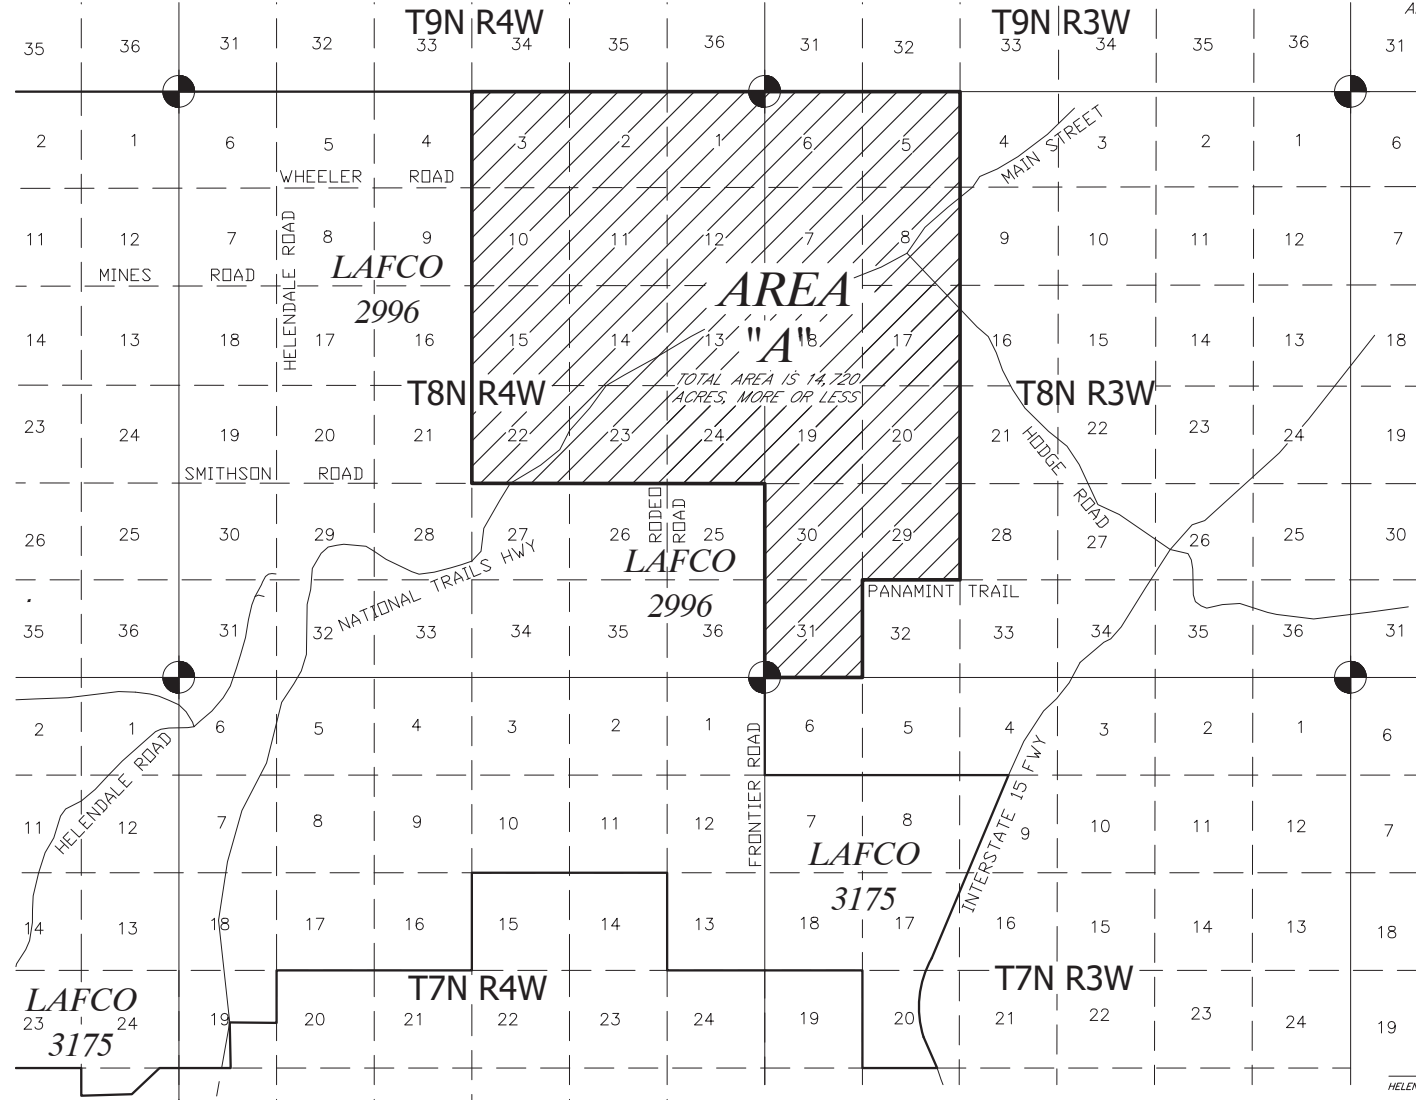 T9N R4W T9N R3W
35 36 31 32 33 34 35 36 31 32 33 34 35 36 31
2 1 6 5 4 3 2 1 6 5 4 3 2 1 6
MAIN STREET
WHEELER ROAD
11 12 7 8 9 10 11 12 7 8 9 10 11 12 7
HELENDALE ROAD
MINES ROAD
LAFCO
2996
AREA
"A"
14 13 18 17 16 15 14 13 18 17 16 15 14 13 18
TOTAL AREA IS 14,720
ACRES, MORE OR LESS
T8N R4W T8N R3W
23 24 19 20 21 22 23 24 19 20 21 22 23 24 19
SMITHSON ROAD
HODGE ROAD
RODEO
ROAD
26 25 30 29 28 27 26 25 30 29 28 27 26 25 30
LAFCO
2996
NATIONAL TRAILS HWY
PANAMINT TRAIL
35 36 31 32 33 34 35 36 31 32 33 34 35 36 31
2 1 6 5 4 3 2 1 6 5 4 3 2 1 6
HELENDALE ROAD
FRONTIER ROAD
INTERSTATE 15 FWY
11 12 7 8 9 10 11 12 7 8 9 10 11 12 7
LAFCO
3175
14 13 18 17 16 15 14 13 18 17 16 15 14 13 18
T7N R4W T7N R3W
LAFCO
3175
23 24 19 20 21 22 23 24 19 20 21 22 23 24 19
HELEN